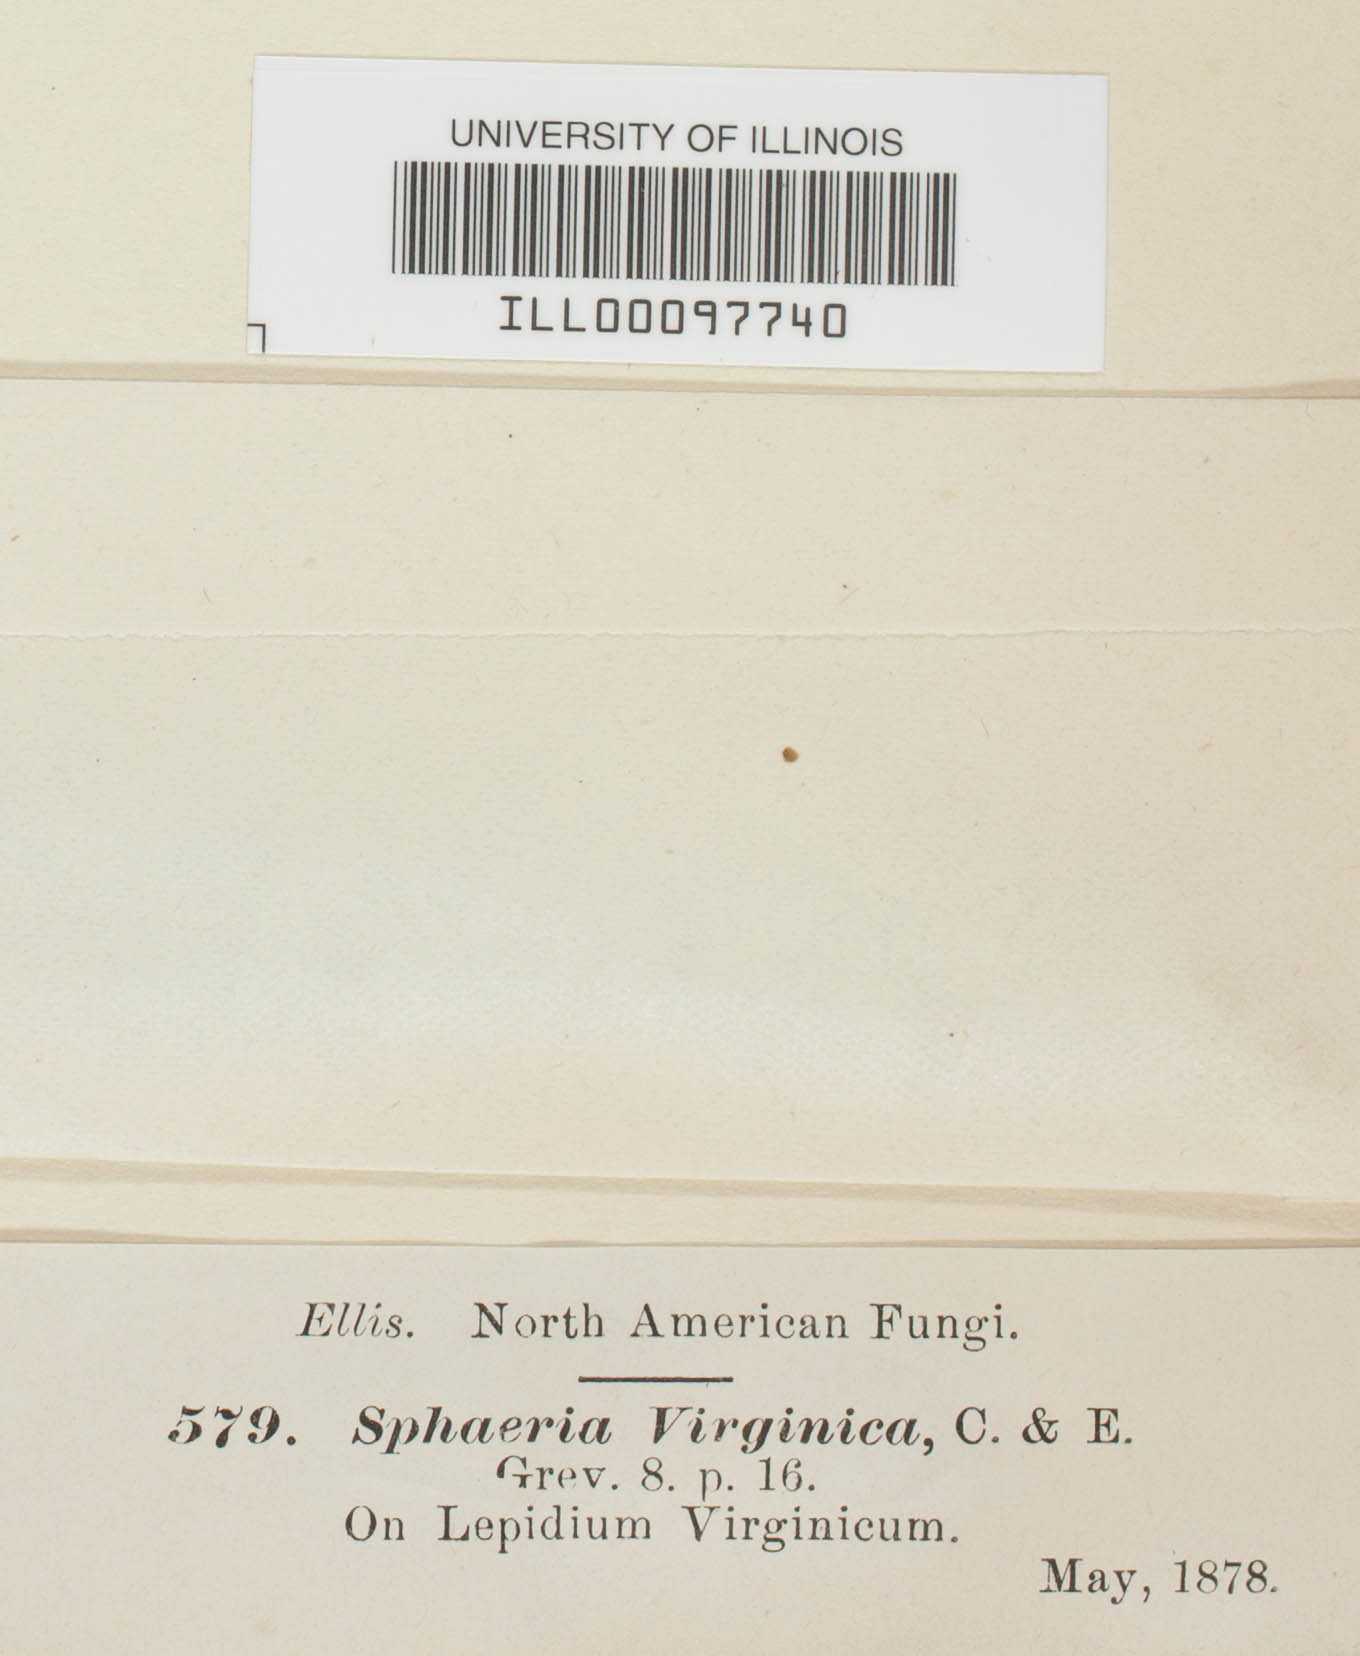 UNIVERSITY OF ILLINOIS
ILL00097740
Ellis. North American Fungi.
579. Sphaeria Virginica, C. & E.
Grev. 8. p. 16.
On Lepidium Virginicum.
May, 1878.